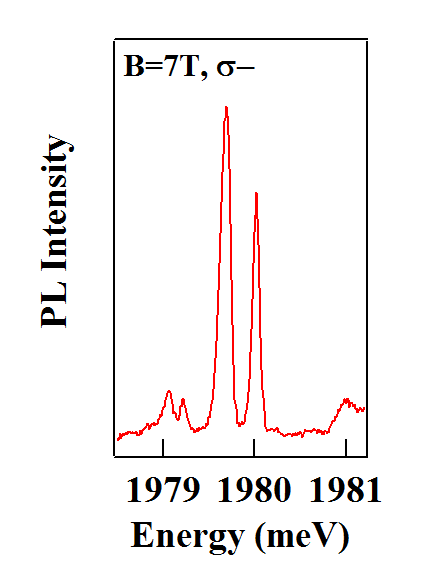 B=7T, σ−
PL Intensity
1979 1980 1981
Energy (meV)